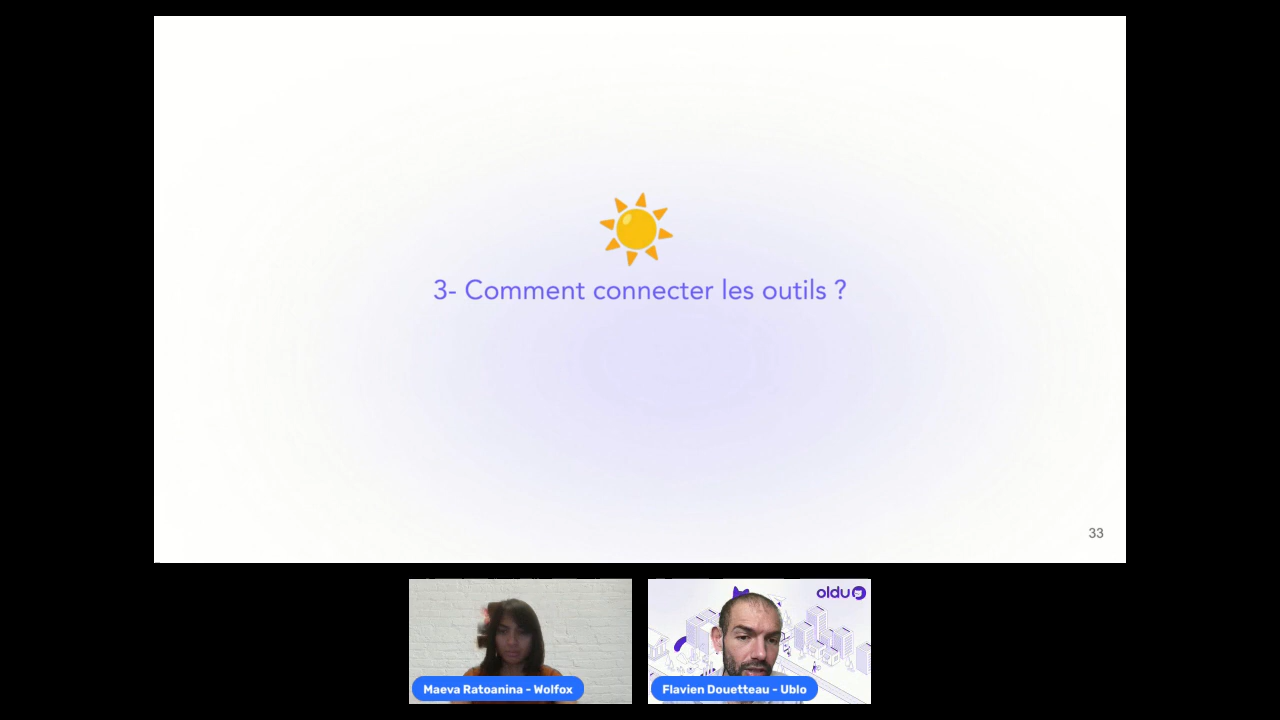 3- Comment connecter les outils ?
33
oldu
Maeva Ratoanina - Wolfox
Flavien Douetteau - Ublo